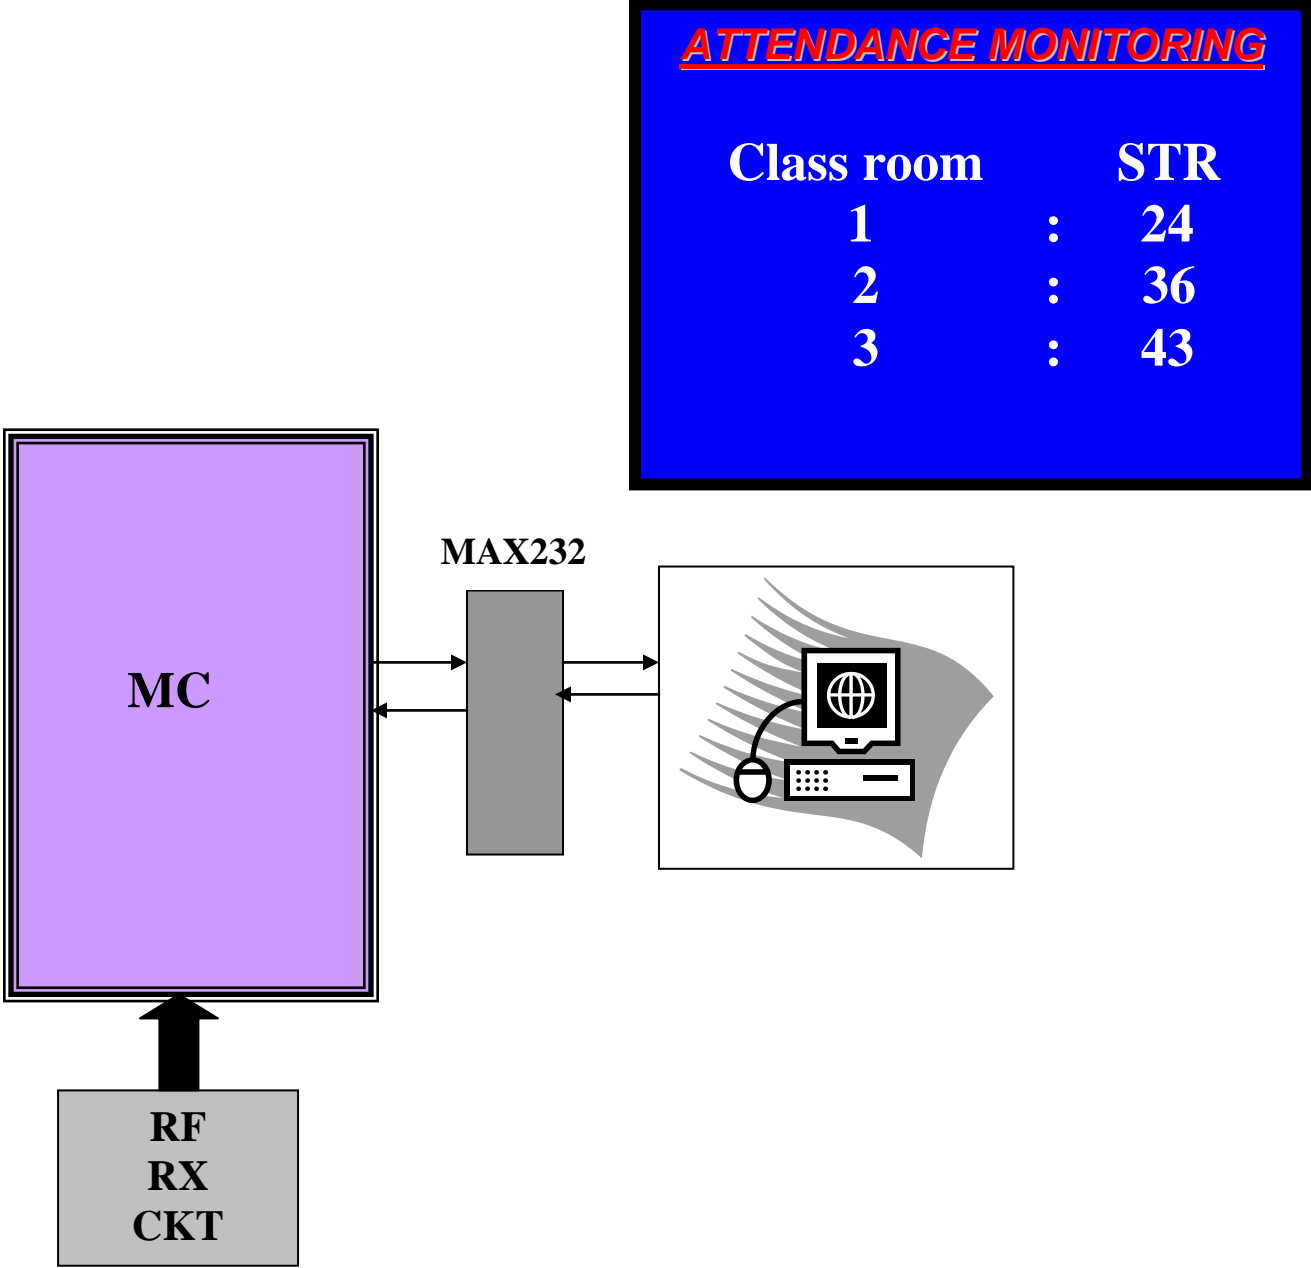 ATTENDANCE MONITORING
Class room STR
1 : 24
2 : 36
3 : 43
MAX232
MC
RF
RX
CKT